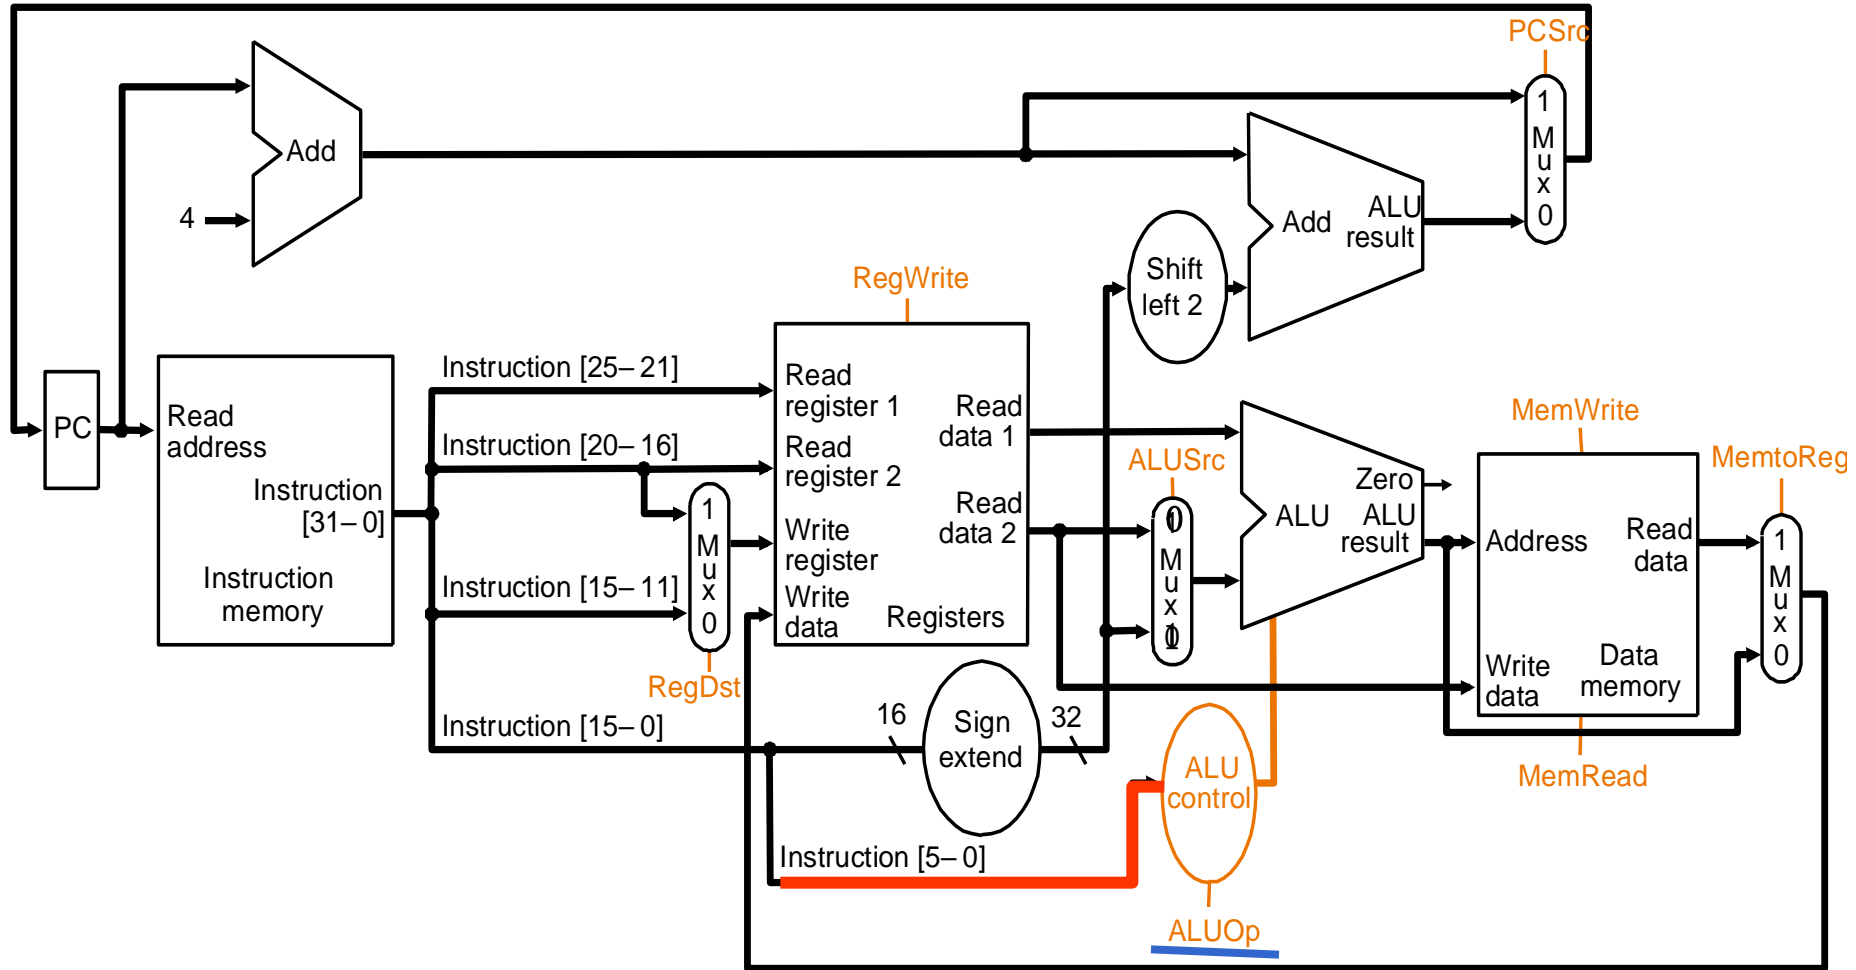 PCSrc
1
M
u
x
0
Add
4
Add
ALU
result
Shift
left 2
RegWrite
PC
Read
address
Instruction
[31– 0]
Instruction
memory
Instruction [25– 21]
Instruction [20– 16]
Instruction [15– 11]
Instruction [15– 0]
1
M
u
x
0
RegDst
Read
register 1
Read
register 2
Write
register
Write
data
Read
data 1
Read
data 2
Registers
16
Sign
extend
32
ALUSrc
M
u
x
Zero
ALU
ALU
result
MemWrite
Address
Read
data
Write
data
Data
memory
MemRead
MemtoReg
1
M
u
x
0
ALU
control
Instruction [5– 0]
ALUOp